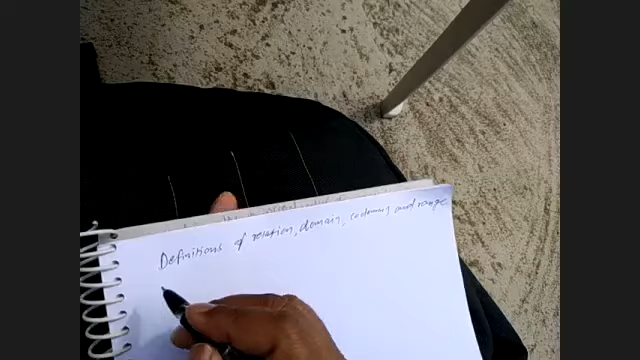 Definitions of relation, domain, codomain and range